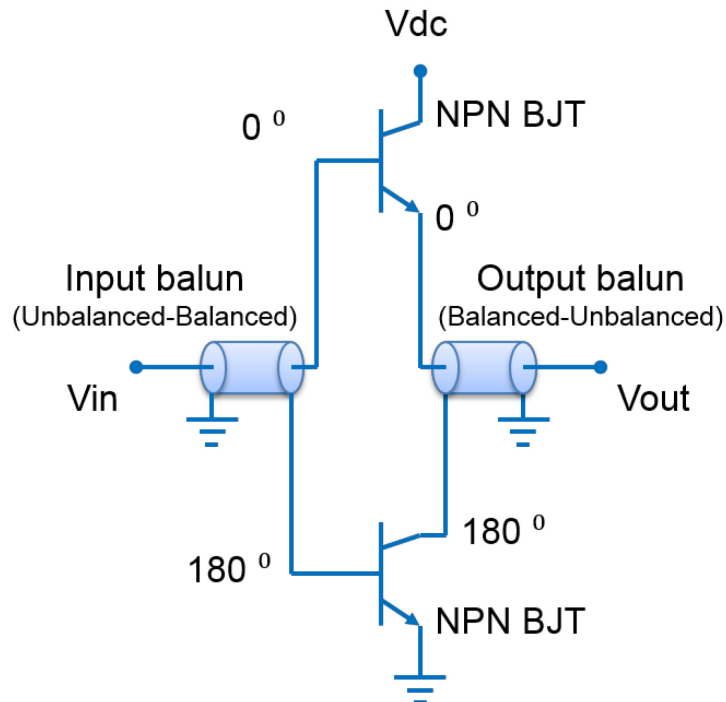 Vdc
NPN BJT
0 ⁰
0 ⁰
Input balun
(Unbalanced-Balanced)
Output balun
(Balanced-Unbalanced)
Vin
Vout
180 ⁰
180 ⁰
NPN BJT